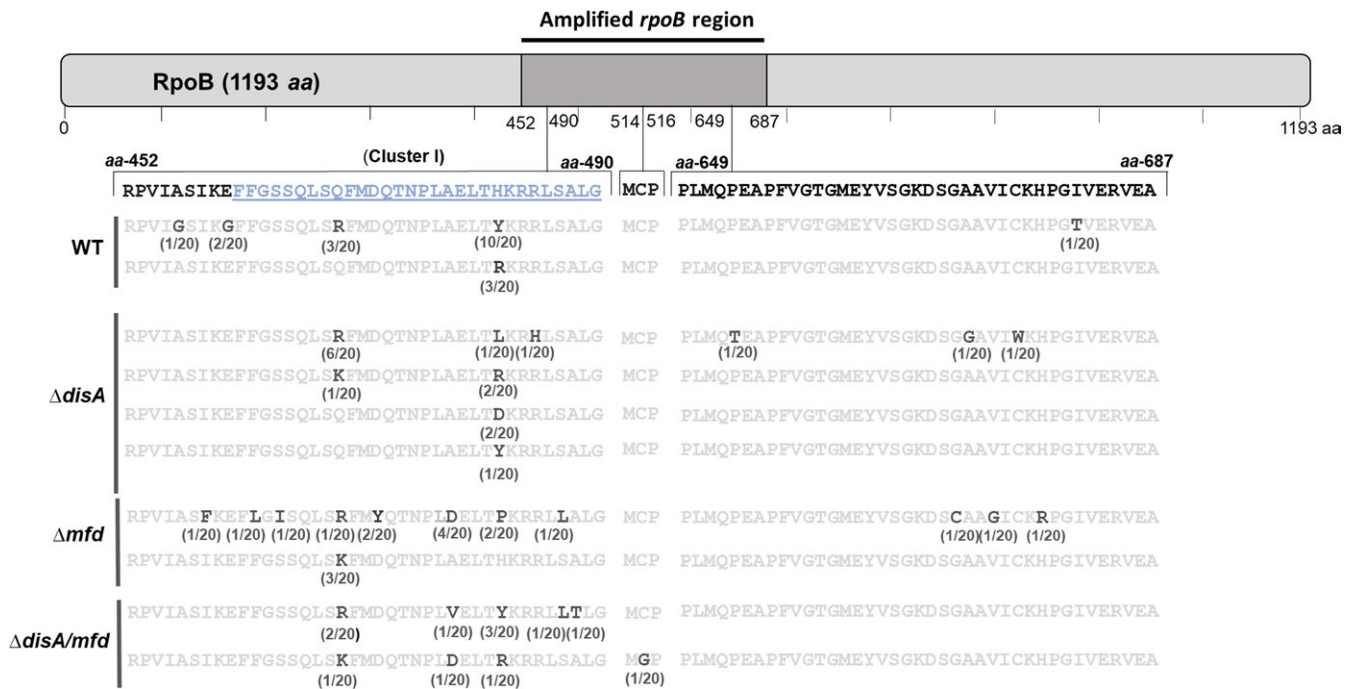 Amplified rpoB region
RpoB (1193 aa)
0 452 490 514 516 649 687 1193 aa
aa-452 (Cluster I) aa-490 aa-649 aa-687
RPVIASIKEFFGSSQLSQFMDQTNPLAELTHKRRLSALG MCP PLMQPEAPFVGTGMEYVSGKDSGAAVICKHPGIVERVEA
WT
RPVIGSIKGFFGSSQLSRFMDQTNPLAELTYKRRLSALG MCP PLMQPEAPFVGTGMEYVSGKDSGAAVICKHPGTVERVEA
(1/20) (2/20) (3/20) (10/20) (1/20)
RPVIASIKEFFGSSQLSQFMDQTNPLAELTRKRRLSALG MCP PLMQPEAPFVGTGMEYVSGKDSGAAVICKHPGIVERVEA
(3/20)
ΔdisA
RPVIASIKEFFGSSQLSRFMDQTNPLAELTLKRHLSALG MCP PLMQTEAPFVGTGMEYVSGKDSGGAVIWKHPGIVERVEA
(6/20) (1/20) (1/20) (1/20) (1/20) (1/20)
RPVIASIKEFFGSSQLSKFMDQTNPLAELTRKRRLSALG MCP PLMQPEAPFVGTGMEYVSGKDSGAAVICKHPGIVERVEA
(1/20) (2/20)
RPVIASIKEFFGSSQLSQFMDQTNPLAELTDKRRLSALG MCP PLMQPEAPFVGTGMEYVSGKDSGAAVICKHPGIVERVEA
(2/20)
RPVIASIKEFFGSSQLSQFMDQTNPLAELTYKRRLSALG MCP PLMQPEAPFVGTGMEYVSGKDSGAAVICKHPGIVERVEA
(1/20)
Δmfd
RPVIASFKEFLGISQLSRFMYQTNPLDELTPKRRLLALG MCP PLMQPEAPFVGTGMEYVSGKDSCAAGICKRPGIVERVEA
(1/20) (1/20) (1/20) (1/20) (2/20) (4/20) (2/20) (1/20) (1/20) (1/20) (1/20)
RPVIASIKEFFGSSQLSKFMDQTNPLAELTHKRRLSALG MCP PLMQPEAPFVGTGMEYVSGKDSGAAVICKHPGIVERVEA
(3/20)
ΔdisA/mfd
RPVIASIKEFFGSSQLSRFMDQTNPLVELTYKRRLLTLG MCP PLMQPEAPFVGTGMEYVSGKDSGAAVICKHPGIVERVEA
(2/20) (1/20) (3/20) (1/20) (1/20)
RPVIASIKEFFGSSQLSKFMDQTNPLDELTRKRRLSALG MGP PLMQPEAPFVGTGMEYVSGKDSGAAVICKHPGIVERVEA
(1/20) (1/20) (1/20) (1/20)